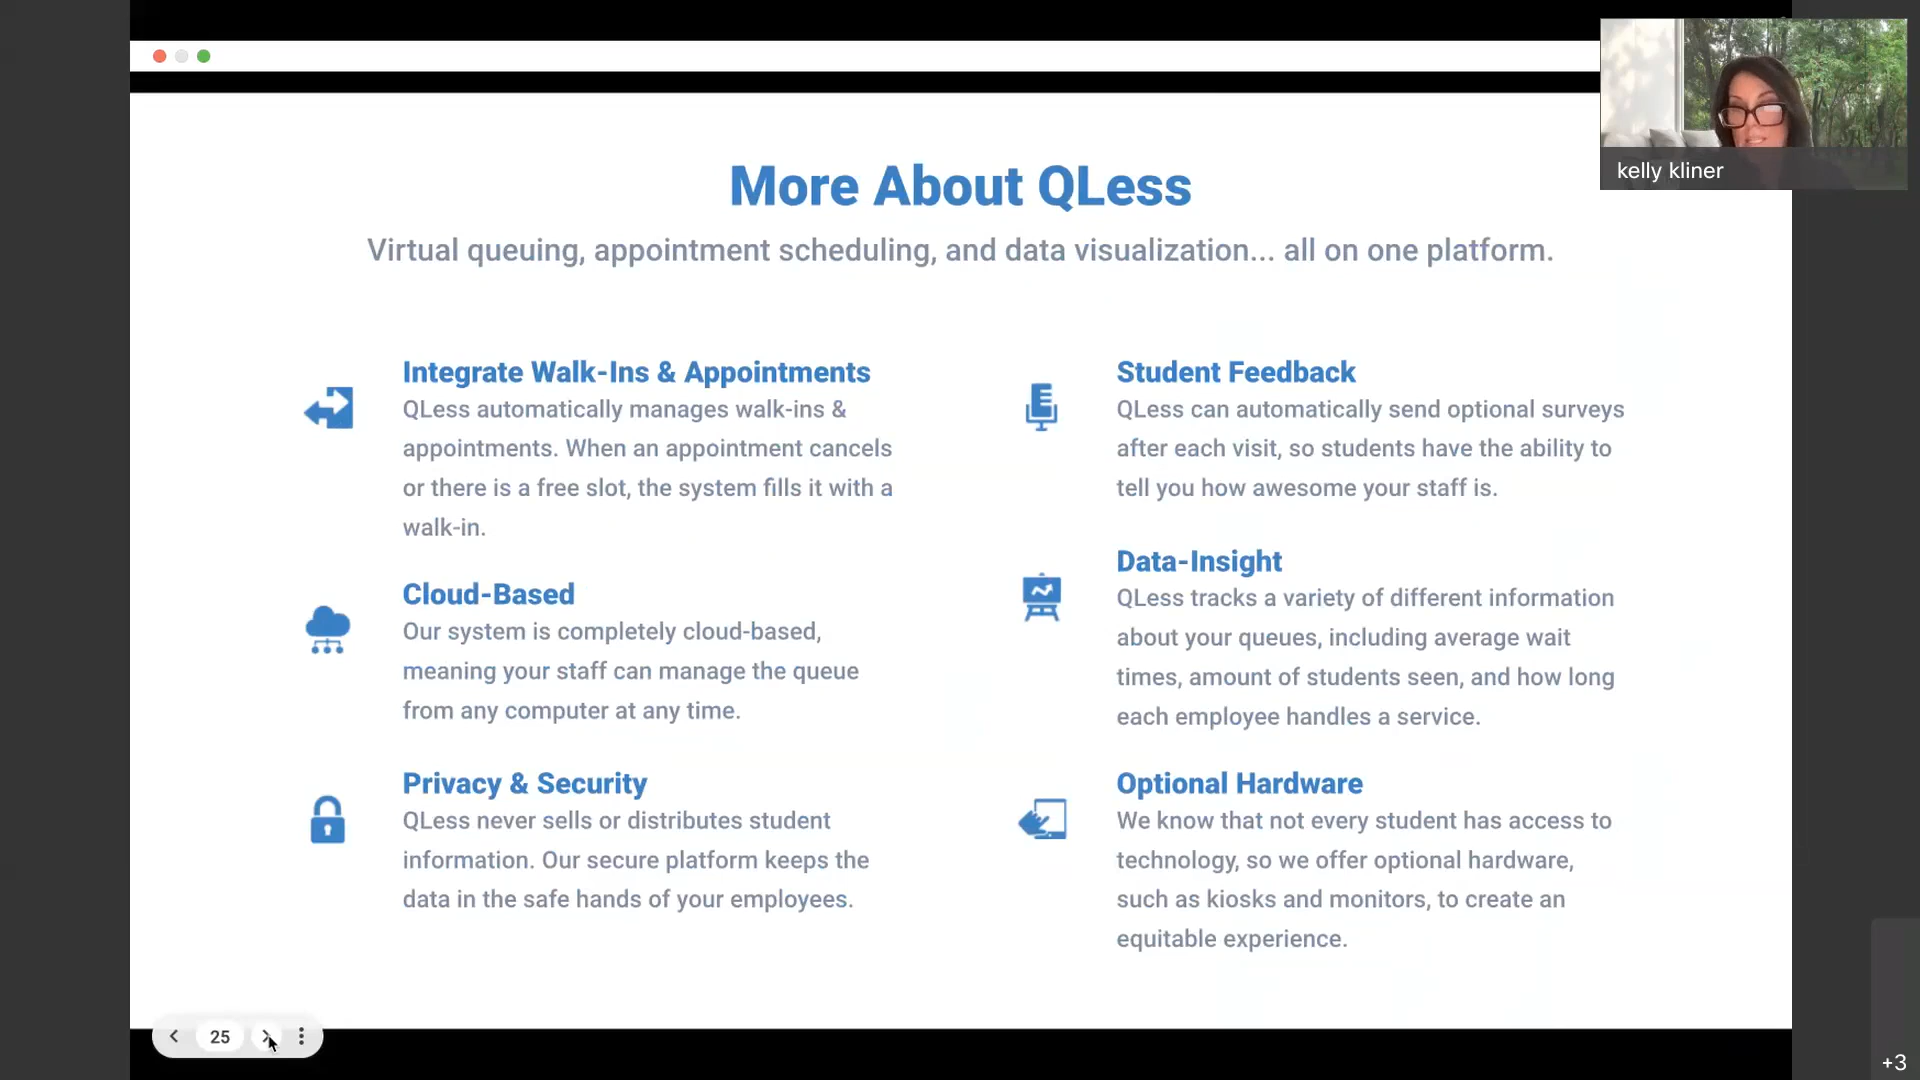 kelly kliner
More About QLess
Virtual queuing, appointment scheduling, and data visualization... all on one platform.
Integrate Walk-Ins & Appointments
QLess automatically manages walk-ins &
appointments. When an appointment cancels
or there is a free slot, the system fills it with a
walk-in.
Cloud-Based
Our system is completely cloud-based,
meaning your staff can manage the queue
from any computer at any time.
Privacy & Security
QLess never sells or distributes student
information. Our secure platform keeps the
data in the safe hands of your employees.
Student Feedback
QLess can automatically send optional surveys
after each visit, so students have the ability to
tell you how awesome your staff is.
Data-Insight
QLess tracks a variety of different information
about your queues, including average wait
times, amount of students seen, and how long
each employee handles a service.
Optional Hardware
We know that not every student has access to
technology, so we offer optional hardware,
such as kiosks and monitors, to create an
equitable experience.
25
+3